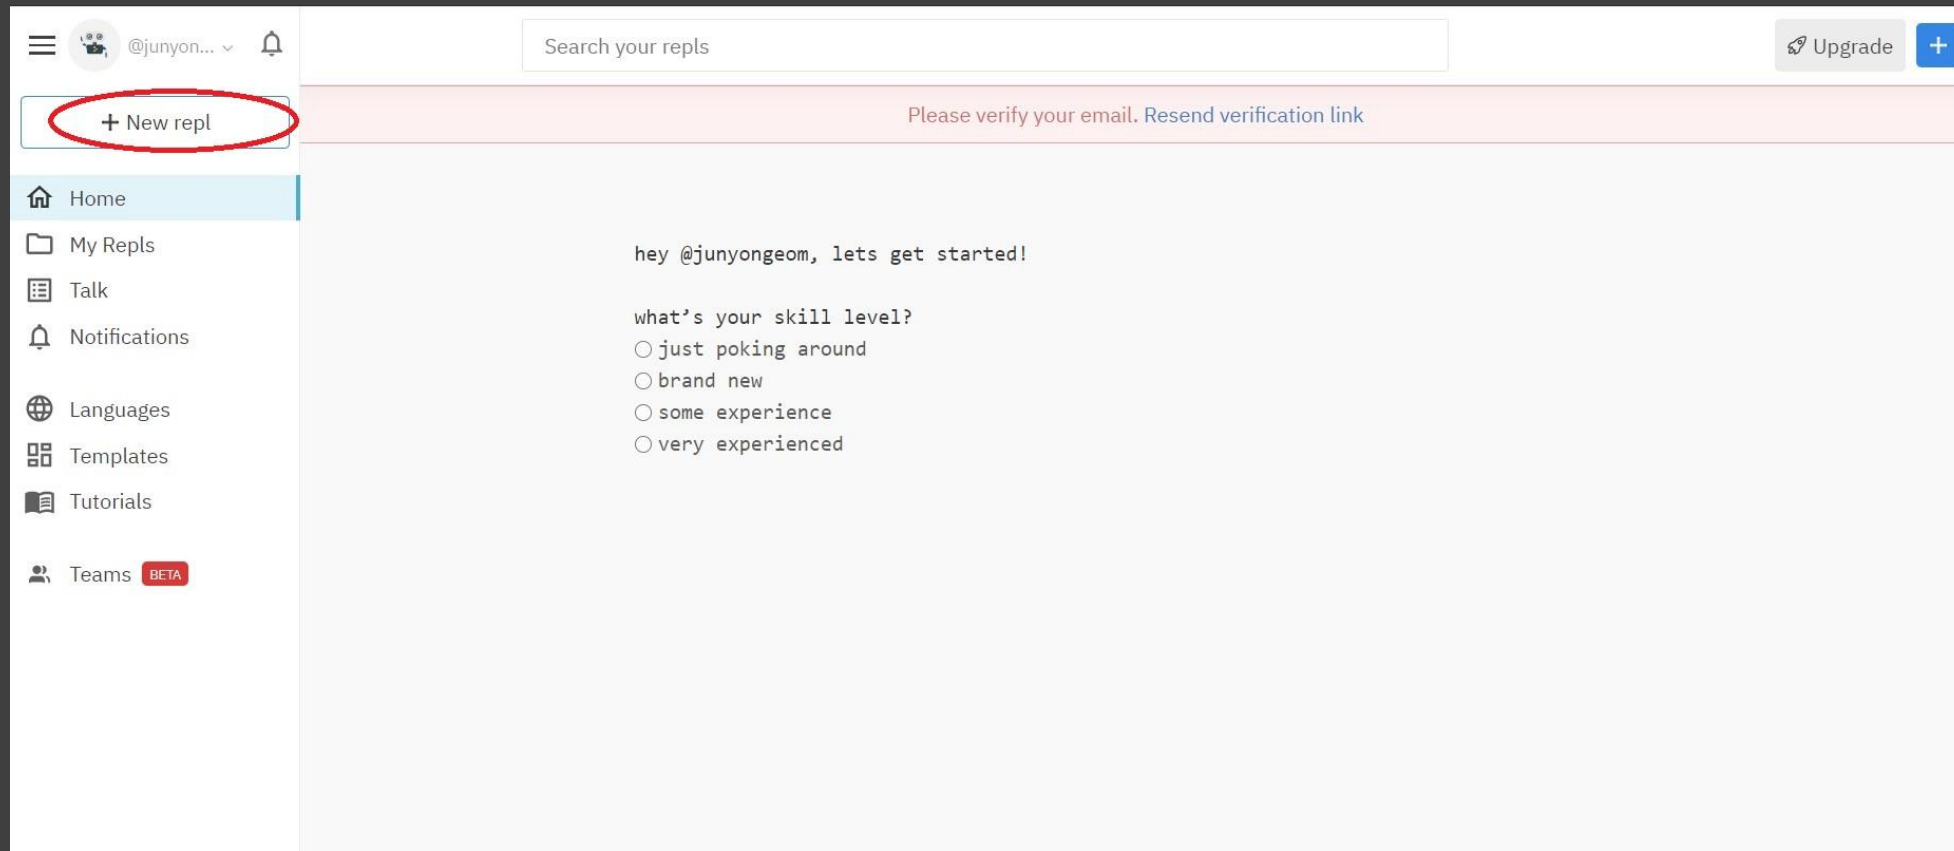 @junyon...
Search your repls
Upgrade
+
+ New repl
Please verify your email. Resend verification link
Home
My Repls
Talk
Notifications
Languages
Templates
Tutorials
Teams BETA
hey @junyongeom, lets get started!
what’s your skill level?
just poking around
brand new
some experience
very experienced